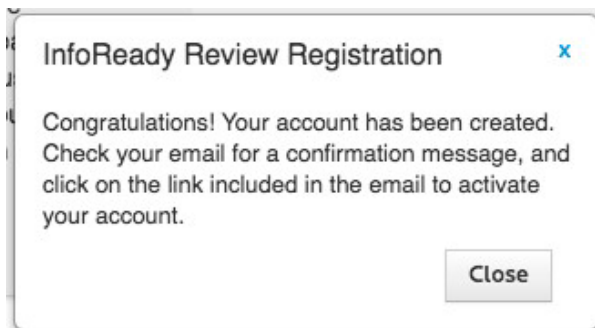 InfoReady Review Registration
x
Congratulations! Your account has been created.
Check your email for a confirmation message, and
click on the link included in the email to activate
your account.
Close